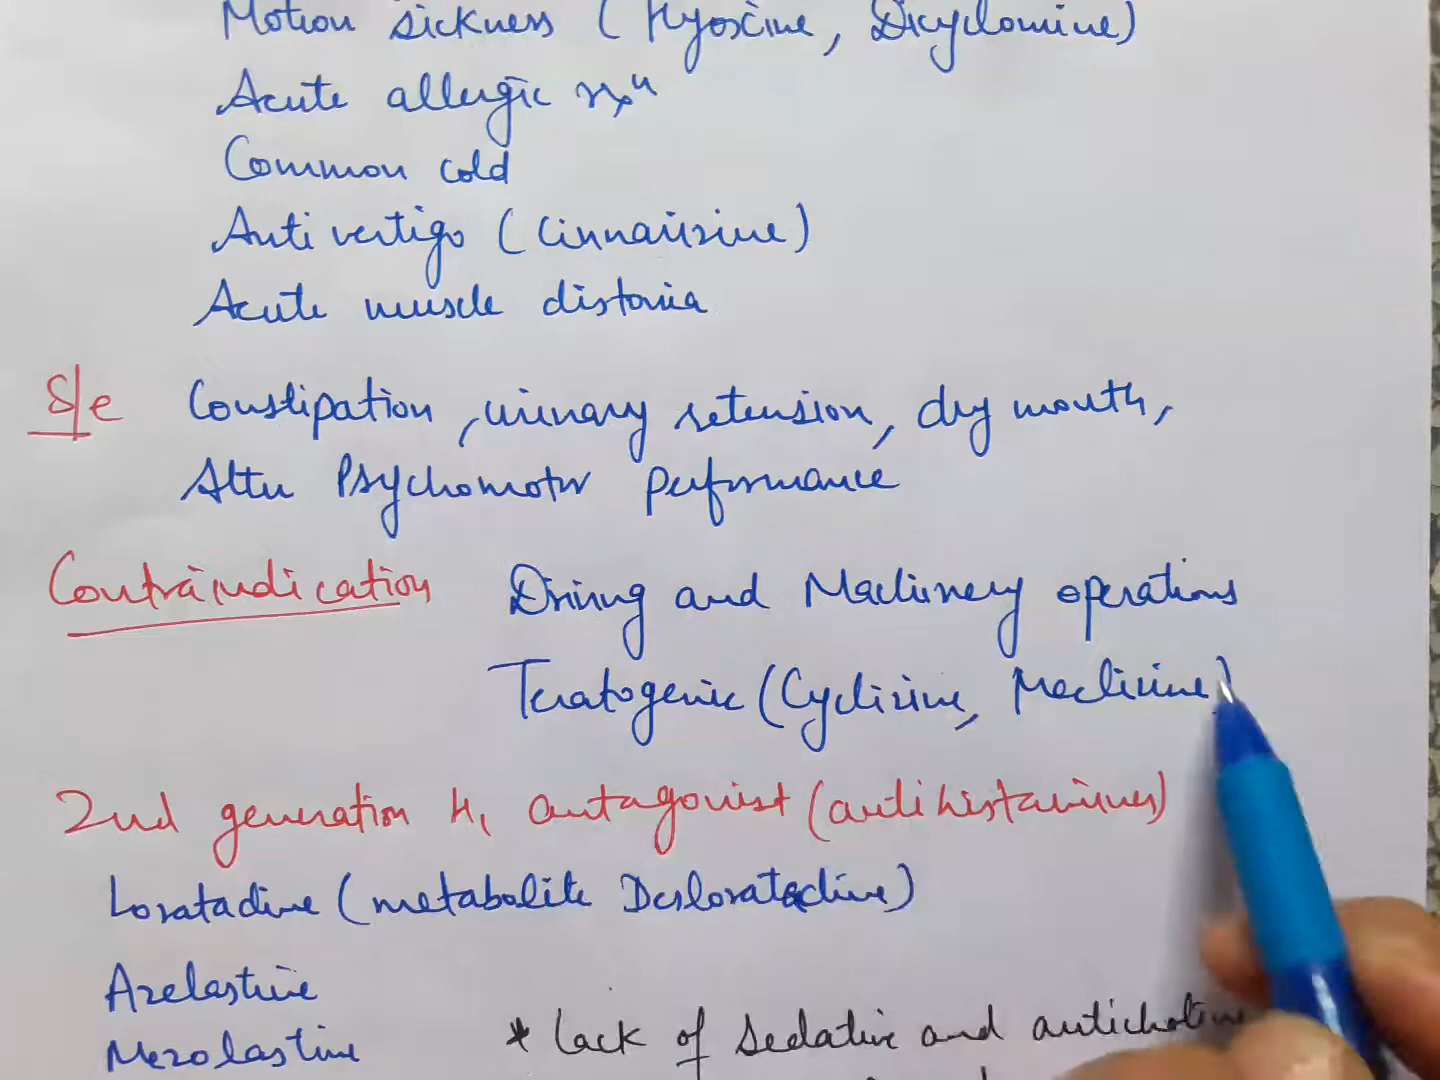 Motion sickness (Hyoscine, Dicyclomine)
Acute allergic rxn
Common cold
Anti vertigo (Cinnarizine)
Acute muscle distonia
S/e Constipation, urinary retension, dry mouth,
Alter Psychomotor performance
Contraindication Driving and Machinery operations
Teratogenic (Cyclizine, Meclizine)
2nd generation H1 antagonist (antihistamines)
Loratadine (metabolite Desloratadine)
Azelastine
Mezolastine * lack of sedative and